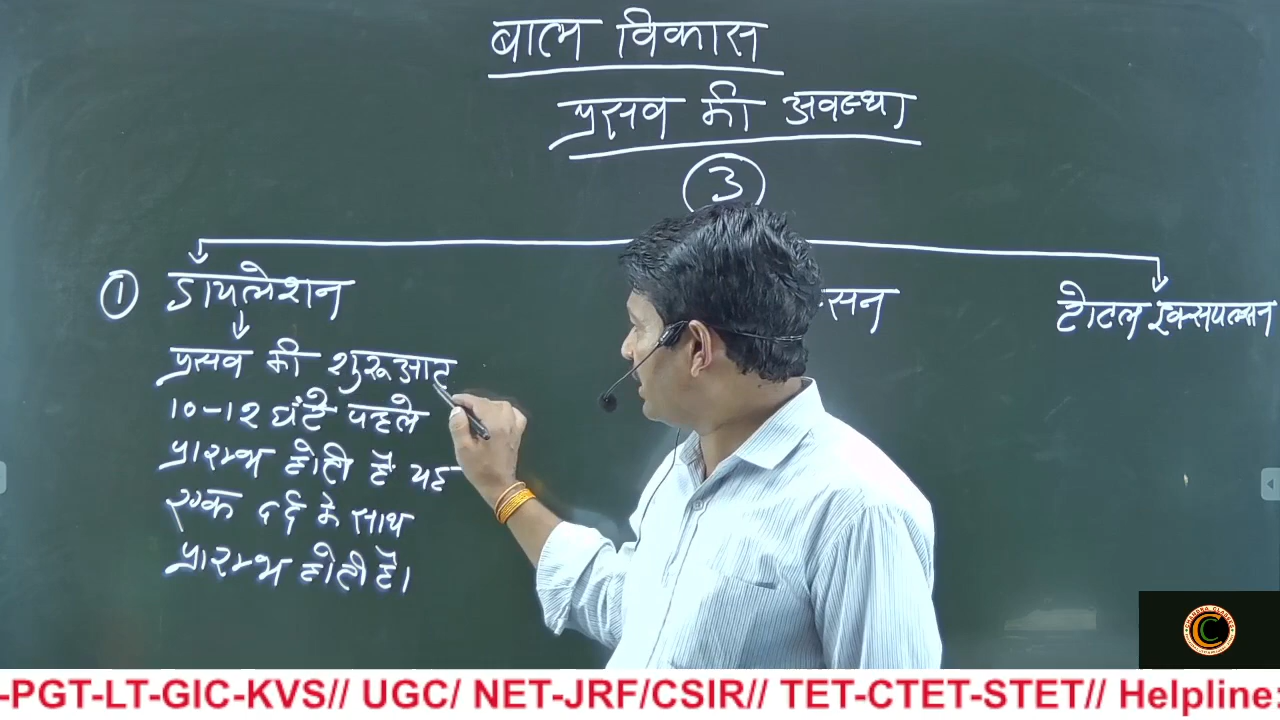 बाल विकास
प्रसव की अवस्था
3
1 डायलेशन
सन
टोटल एक्सपल्सन
प्रसव की शुरूआत
10-12 घंटे पहले
प्रारम्भ होती है यह
एक दर्द के साथ
प्रारम्भ होती है।
C
-PGT-LT-GIC-KVS// UGC/ NET-JRF/CSIR// TET-CTET-STET// Helpline: